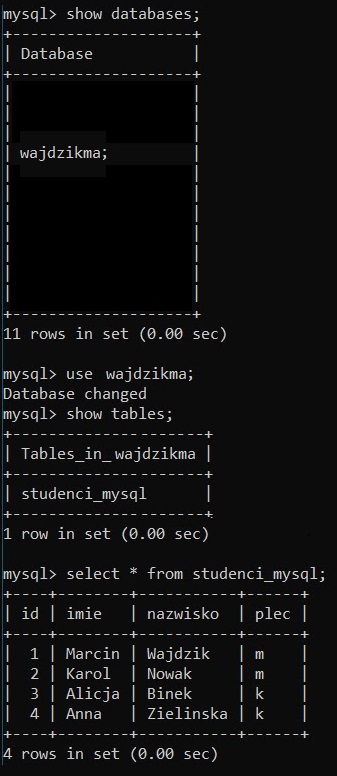 mysql> show databases;
+--------------------+
| Database           |
+--------------------+
|                    |
|                    |
|                    |
| wajdzikma;         |
|                    |
|                    |
|                    |
|                    |
|                    |
|                    |
|                    |
+--------------------+
11 rows in set (0.00 sec)

mysql> use wajdzikma;
Database changed
mysql> show tables;
+---------------------+
| Tables_in_wajdzikma |
+---------------------+
| studenci_mysql      |
+---------------------+
1 row in set (0.00 sec)

mysql> select * from studenci_mysql;
+----+--------+-----------+------+
| id | imie   | nazwisko  | plec |
+----+--------+-----------+------+
|  1 | Marcin | Wajdzik   | m    |
|  2 | Karol  | Nowak     | m    |
|  3 | Alicja | Binek     | k    |
|  4 | Anna   | Zielinska | k    |
+----+--------+-----------+------+
4 rows in set (0.00 sec)